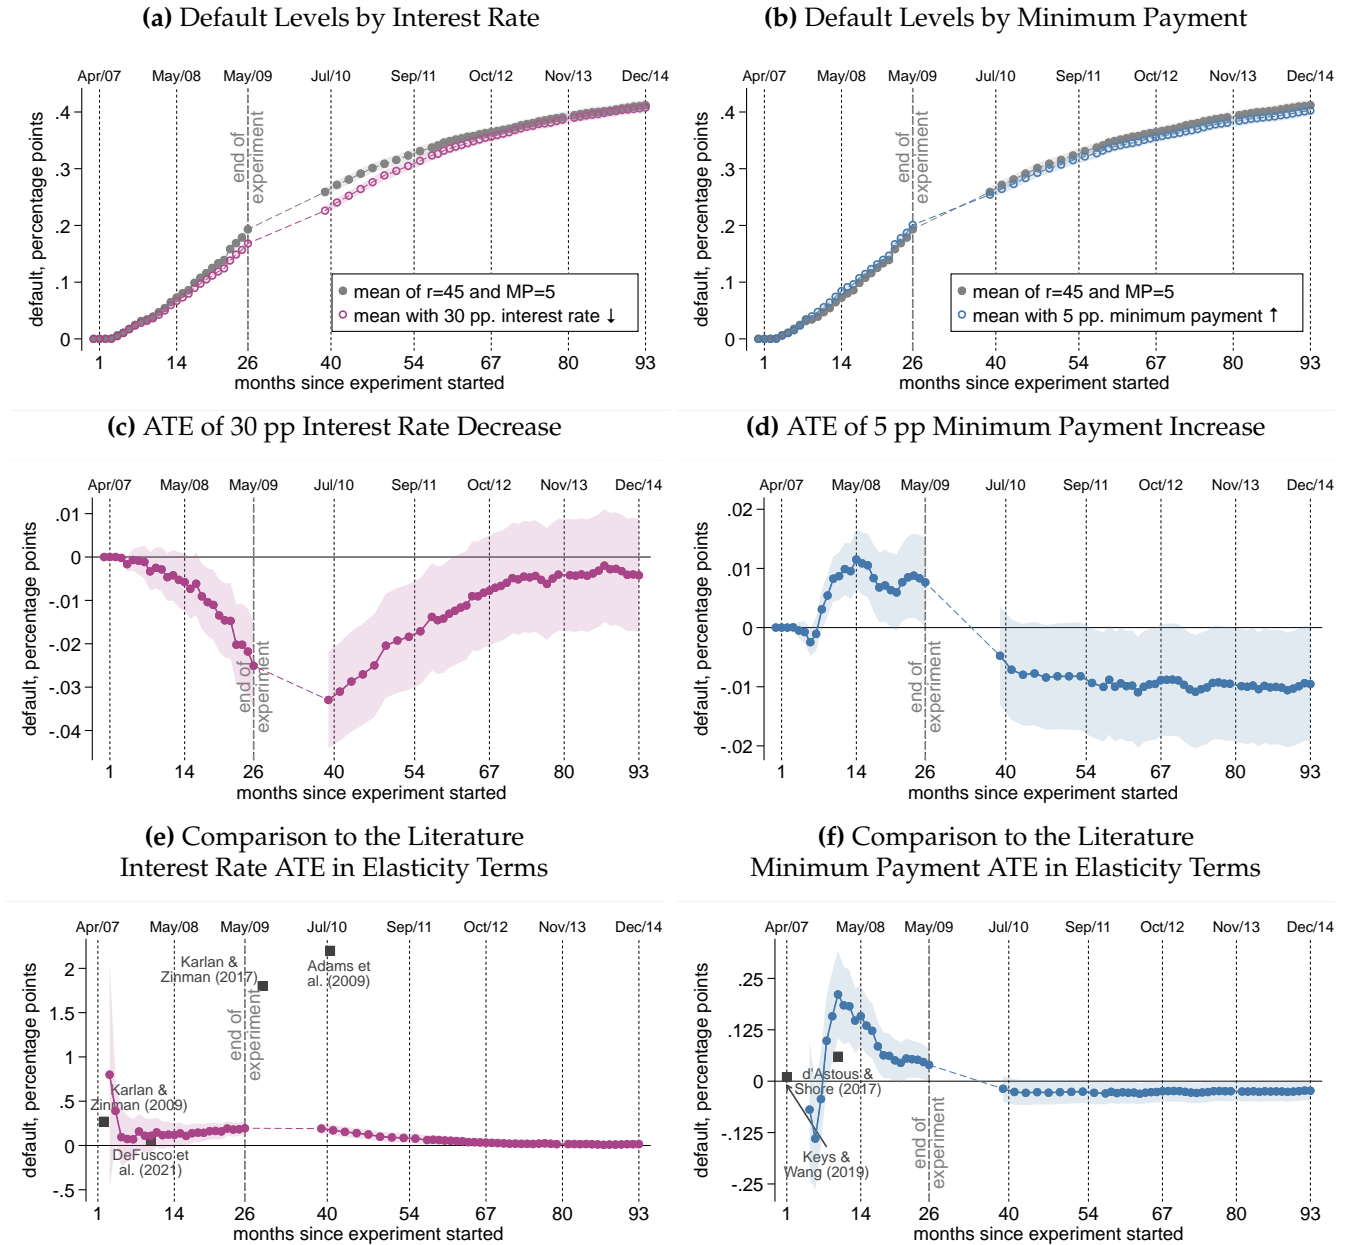 (a) Default Levels by Interest Rate
Apr/07 May/08 May/09 Jul/10 Sep/11 Oct/12 Nov/13 Dec/14
default, percentage points
.4
.3
.2
.1
0
end of
experiment
mean of r=45 and MP=5
mean with 30 pp. interest rate ↓
1 14 26 40 54 67 80 93
months since experiment started
(b) Default Levels by Minimum Payment
Apr/07 May/08 May/09 Jul/10 Sep/11 Oct/12 Nov/13 Dec/14
default, percentage points
.4
.3
.2
.1
0
end of
experiment
mean of r=45 and MP=5
mean with 5 pp. minimum payment ↑
1 14 26 40 54 67 80 93
months since experiment started
(c) ATE of 30 pp Interest Rate Decrease
Apr/07 May/08 May/09 Jul/10 Sep/11 Oct/12 Nov/13 Dec/14
default, percentage points
.01
0
-.01
-.02
-.03
-.04
end of
experiment
1 14 26 40 54 67 80 93
months since experiment started
(d) ATE of 5 pp Minimum Payment Increase
Apr/07 May/08 May/09 Jul/10 Sep/11 Oct/12 Nov/13 Dec/14
default, percentage points
.02
.01
0
-.01
-.02
end of
experiment
1 14 26 40 54 67 80 93
months since experiment started
(e) Comparison to the Literature
Interest Rate ATE in Elasticity Terms
Apr/07 May/08 May/09 Jul/10 Sep/11 Oct/12 Nov/13 Dec/14
default, percentage points
2
1.5
1
.5
0
-.5
Karlan &
Zinman (2017)
Adams et
al. (2009)
end of
experiment
Karlan &
Zinman (2009)
DeFusco et
al. (2021)
1 14 26 40 54 67 80 93
months since experiment started
(f) Comparison to the Literature
Minimum Payment ATE in Elasticity Terms
Apr/07 May/08 May/09 Jul/10 Sep/11 Oct/12 Nov/13 Dec/14
default, percentage points
.25
.125
0
-.125
-.25
d'Astous &
Shore (2017)
Keys &
Wang (2019)
end of
experiment
1 14 26 40 54 67 80 93
months since experiment started